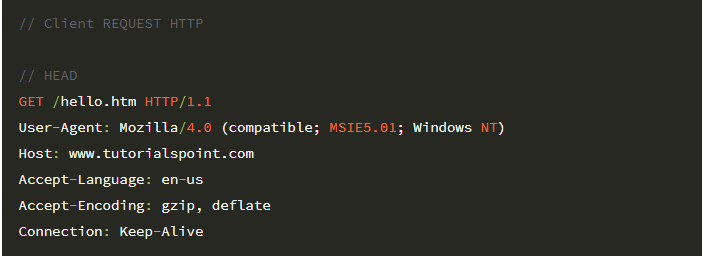 // Client REQUEST HTTP
// HEAD
GET /hello.htm HTTP/1.1
User-Agent: Mozilla/4.0 (compatible; MSIE5.01; Windows NT)
Host: www.tutorialspoint.com
Accept-Language: en-us
Accept-Encoding: gzip, deflate
Connection: Keep-Alive